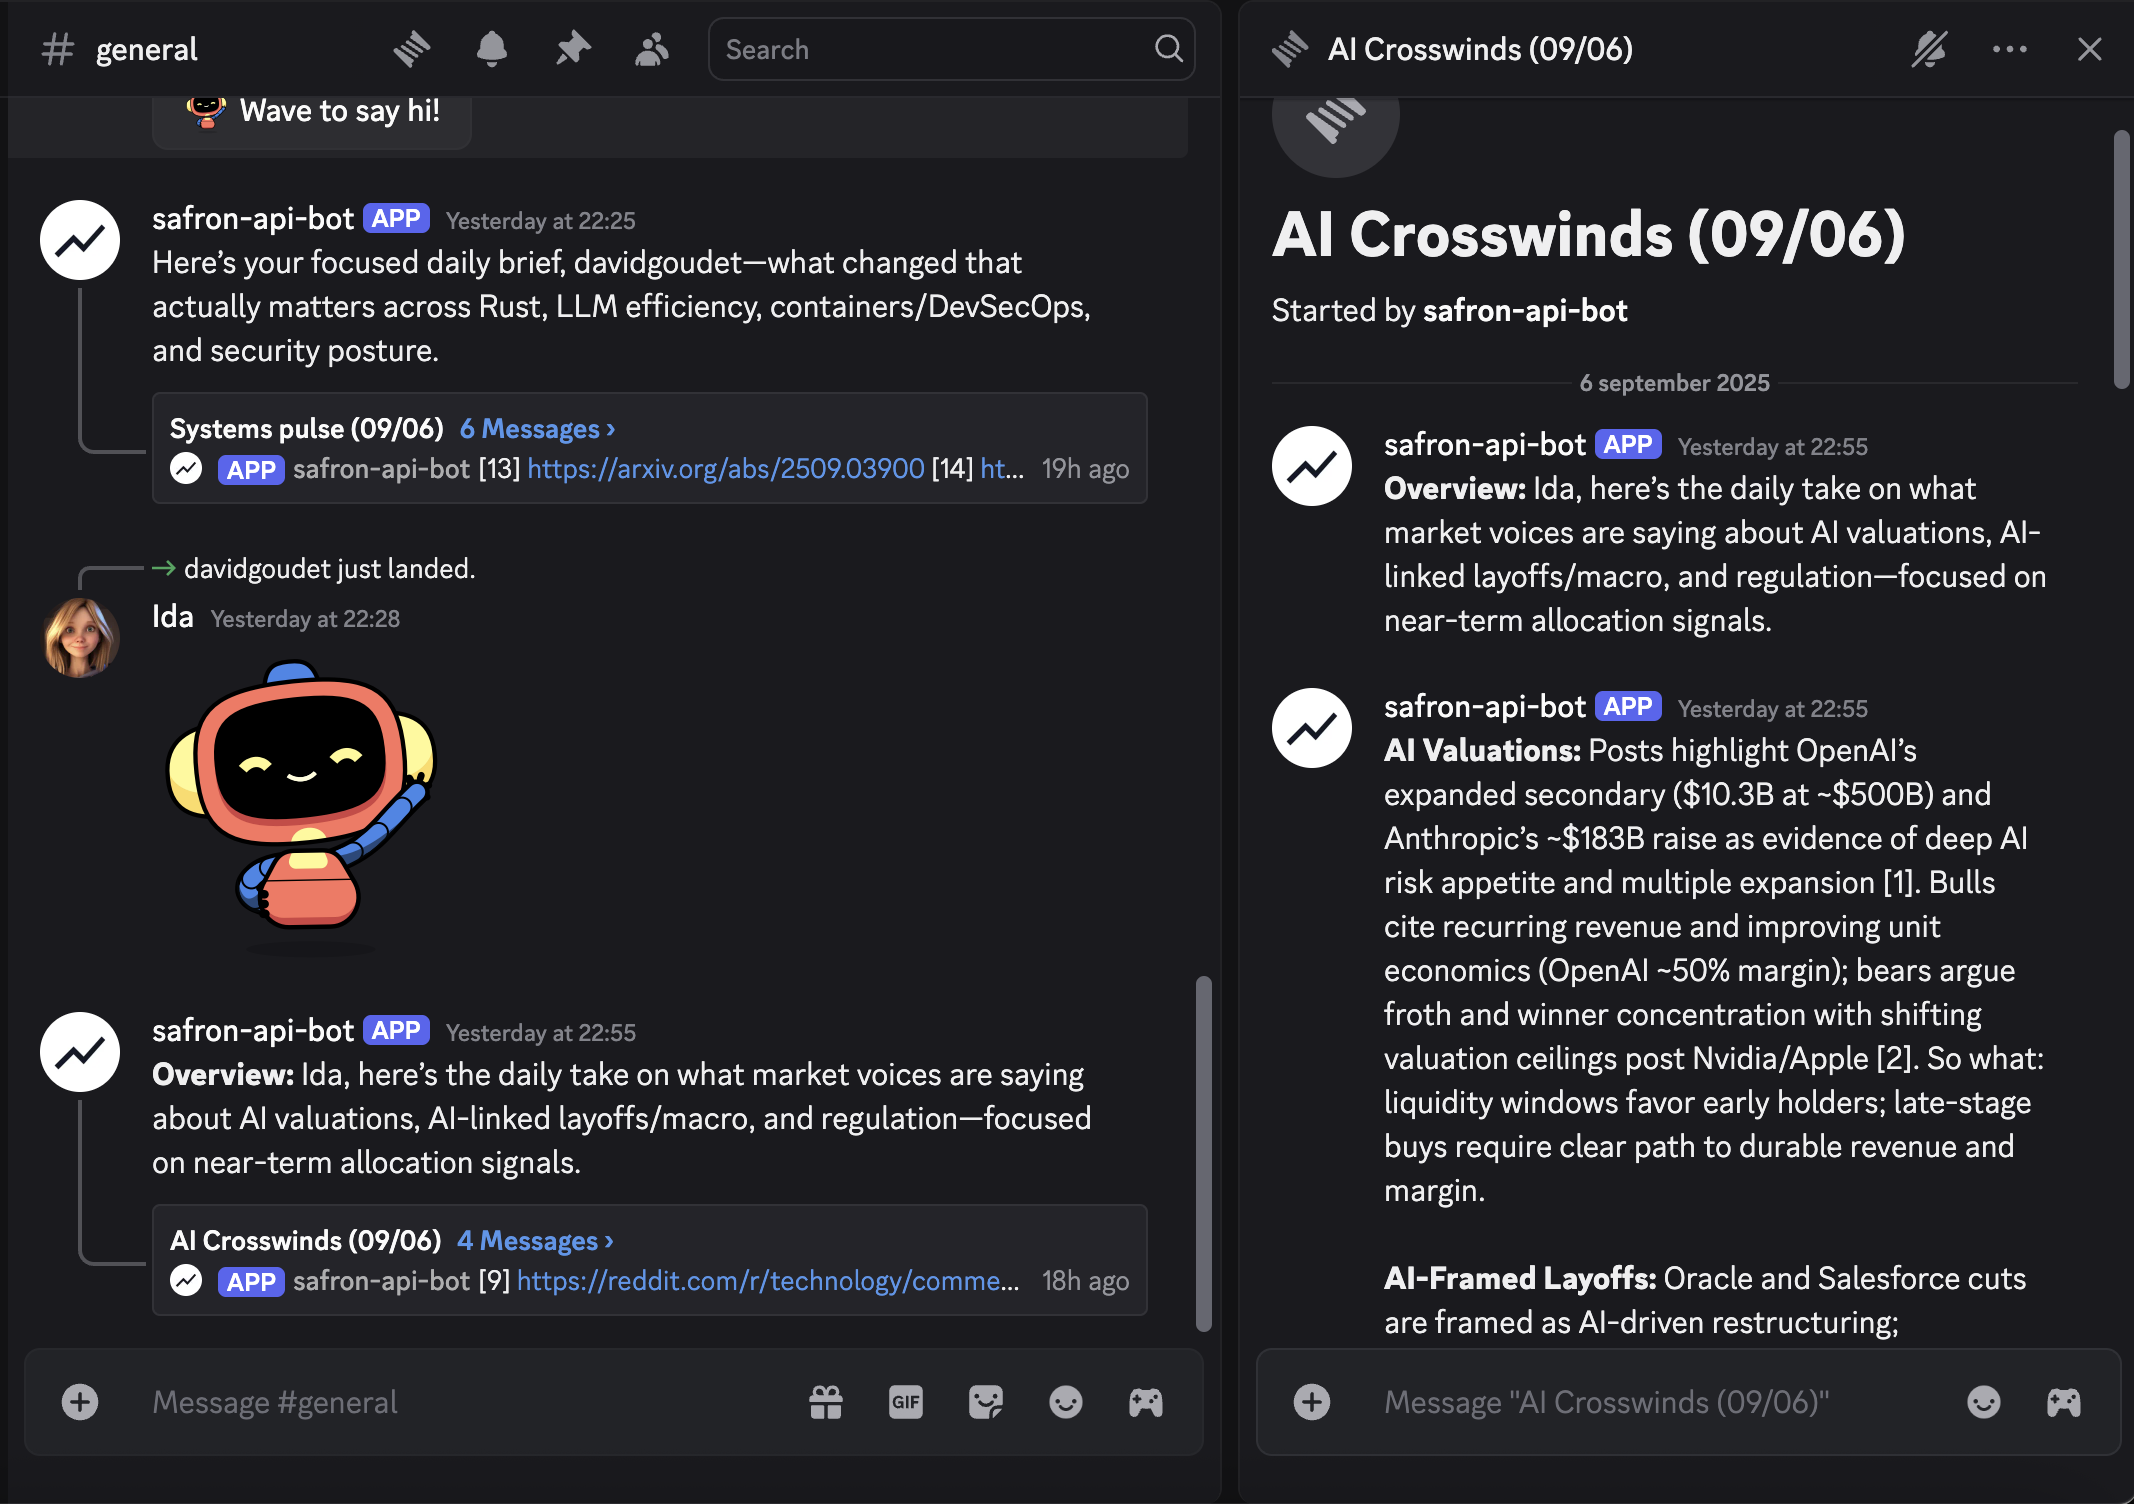 general
Search
Wave to say hi!
safron-api-bot APP Yesterday at 22:25
Here's your focused daily brief, davidgoudet—what changed that
actually matters across Rust, LLM efficiency, containers/DevSecOps,
and security posture.
Systems pulse (09/06) 6 Messages ›
APP safron-api-bot [13] https://arxiv.org/abs/2509.03900 [14] ht... 19h ago
davidgoudet just landed.
Ida Yesterday at 22:28
safron-api-bot APP Yesterday at 22:55
Overview: Ida, here's the daily take on what market voices are saying
about AI valuations, AI-linked layoffs/macro, and regulation—focused
on near-term allocation signals.
AI Crosswinds (09/06) 4 Messages ›
APP safron-api-bot [9] https://reddit.com/r/technology/comme... 18h ago
Message #general
GIF
AI Crosswinds (09/06)
AI Crosswinds (09/06)
Started by safron-api-bot
6 september 2025
safron-api-bot APP Yesterday at 22:55
Overview: Ida, here's the daily take on what
market voices are saying about AI valuations, AI-
linked layoffs/macro, and regulation—focused on
near-term allocation signals.
safron-api-bot APP Yesterday at 22:55
AI Valuations: Posts highlight OpenAI's
expanded secondary ($10.3B at ~$500B) and
Anthropic's ~$183B raise as evidence of deep AI
risk appetite and multiple expansion [1]. Bulls
cite recurring revenue and improving unit
economics (OpenAI ~50% margin); bears argue
froth and winner concentration with shifting
valuation ceilings post Nvidia/Apple [2]. So what:
liquidity windows favor early holders; late-stage
buys require clear path to durable revenue and
margin.
AI-Framed Layoffs: Oracle and Salesforce cuts
are framed as AI-driven restructuring;
Message "AI Crosswinds (09/06)"